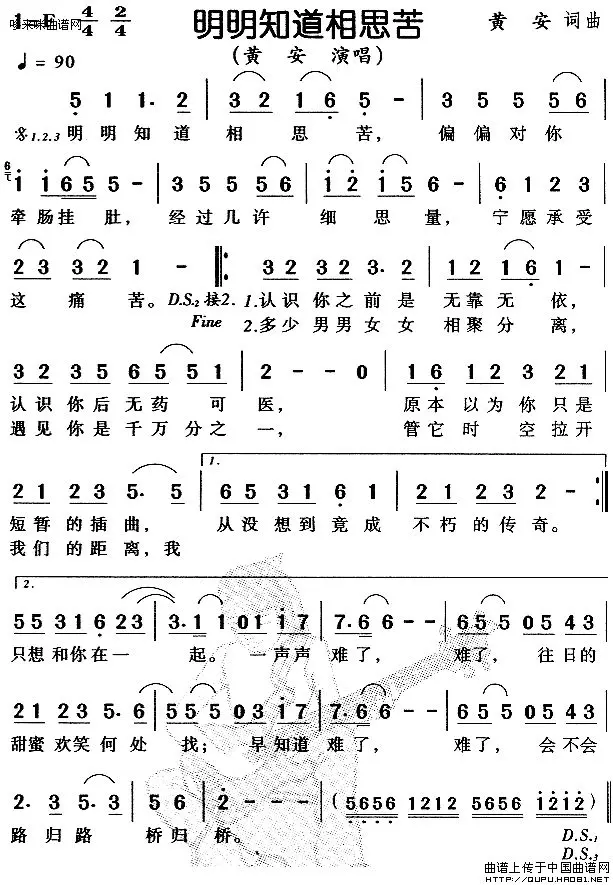 明明知道相思苦
哆来咪曲谱网
黄安 词曲
(黄 安 演唱)
1=F 4/4 2/4
♩= 90
5 1 1. 2 | 3 2 1 6 5 - | 3 5 5 5 6 |
1.2.3 明 明 知 道 相 思 苦, 偏 偏 对 你
1 1 6 5 5 - | 3 5 5 5 6 | 1 2 1 5 6 - | 5 1 1 2 |
牵 肠 挂 肚, 经 过 几 许 细 思 量, 宁 愿 承 受
2 3 3 2 1 - :‖: 3 2 3 2 3. 2 | 1 2 2 1 1 - |
这 痛 苦。 D.S.2 接2. 1.认 识 你 之 前 是 无 靠 无 依,
Fine 2.多 少 男 男 女 女 相 聚 分 离,
3 2 3 5 6 5 5 2 | 2 - - 0 | 1 6 1 2 3 2 1 |
认 识 你 后 无 药 可 医, 原 本 以 为 你 只 是
遇 见 你 是 千 万 分 之 一, 管 它 时 空 拉 开
1.
2 1 2 3 5. 5 | 6 5 3 1 6 1 | 2 1 2 3 2 - :‖
短 暂 的 插 曲, 从 没 想 到 竟 成 不 朽 的 传 奇。
我 们 的 距 离, 我
2.
5 5 3 1 6 2 3 | 3. 1 1 0 1 1 7 | 7. 6 6 - - | 6 5 5 0 5 4 3 |
只 想 和 你 在 一 起。 一 声 声 难 了, 难 了, 往 日 的
2 1 2 3 5. 6 | 5 5 5 0 3 1 7 | 7. 6 6 - - | 6 5 5 0 5 4 3 |
甜 蜜 欢 笑 何 处 找; 早 知 道 难 了, 难 了, 会 不 会
2. 3 5. 3 | 5 6 | 2 - - - | (5656 1212 5656 1212) |
路 归 路 桥 归 桥。
D.S.1
D.S.3
曲谱上传于中国曲谱网
HTTP://QUPU.HAO81.NET